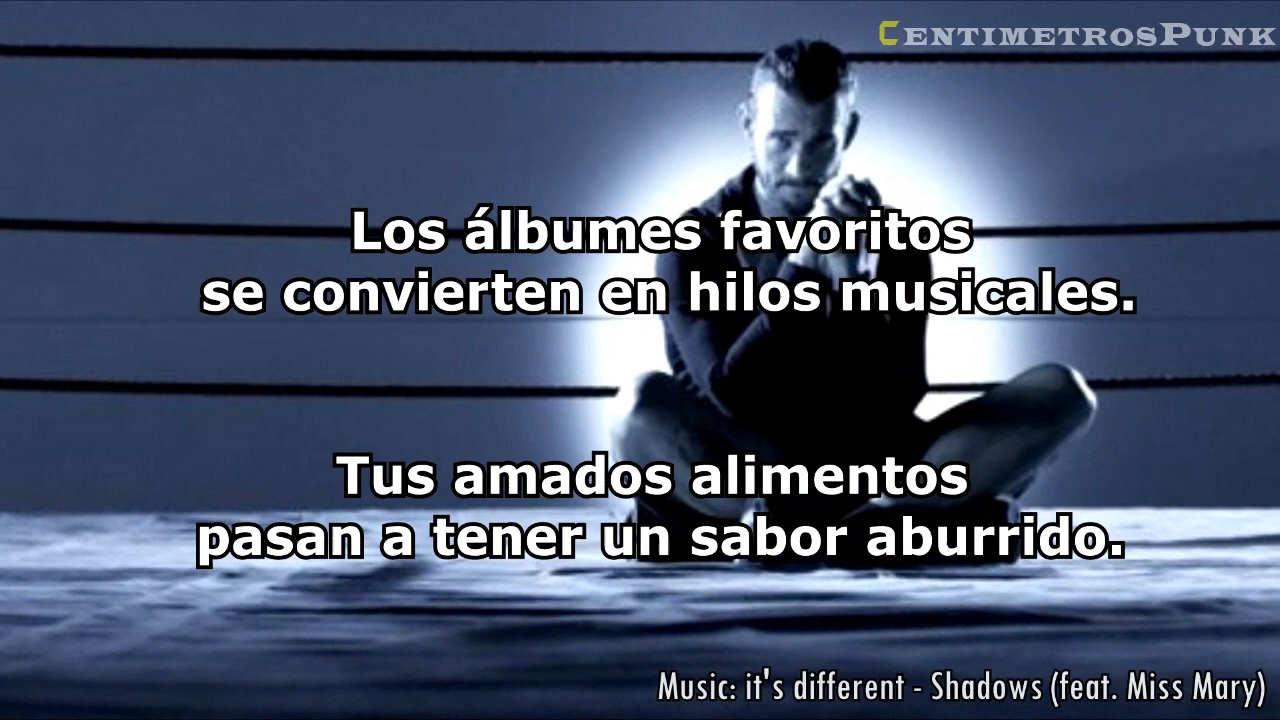 CENTIMETROSPUNK
Los álbumes favoritos
se convierten en hilos musicales.
Tus amados alimentos
pasan a tener un sabor aburrido.
Music: it's different - Shadows (feat. Miss Mary)